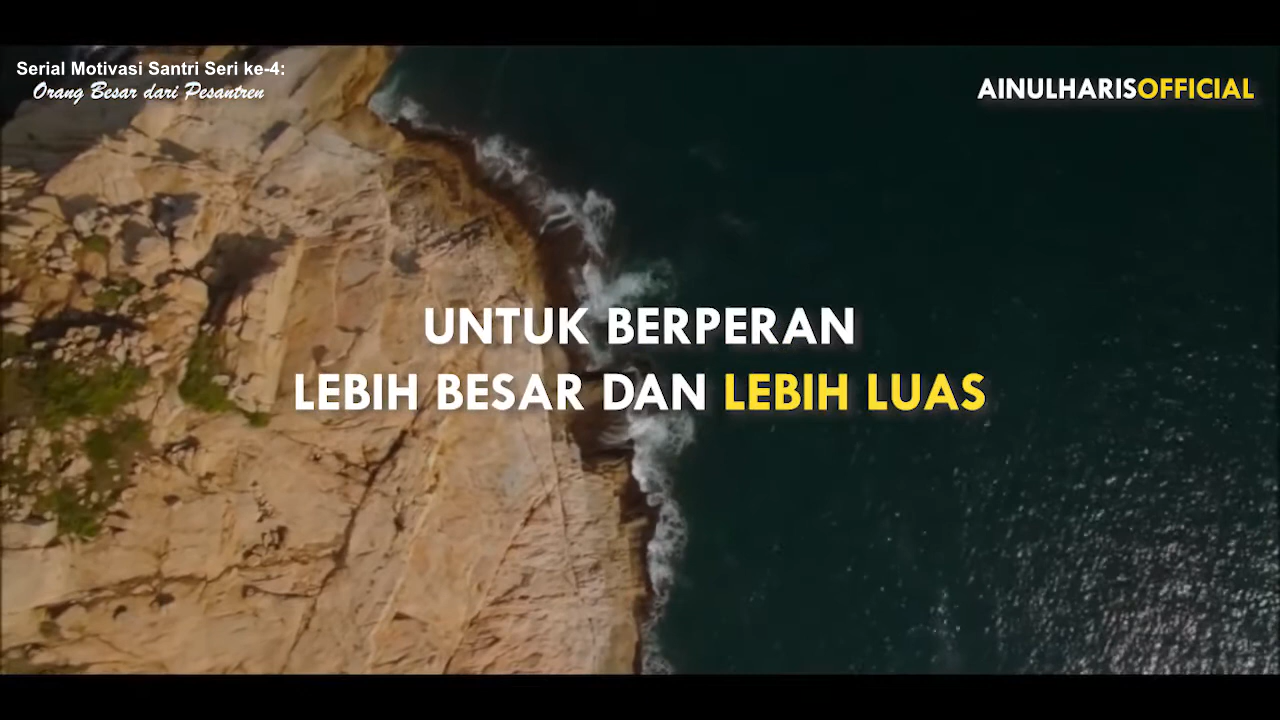 Serial Motivasi Santri Seri ke-4:
Orang Besar dari Pesantren
AINULHARISOFFICIAL
UNTUK BERPERAN
LEBIH BESAR DAN LEBIH LUAS